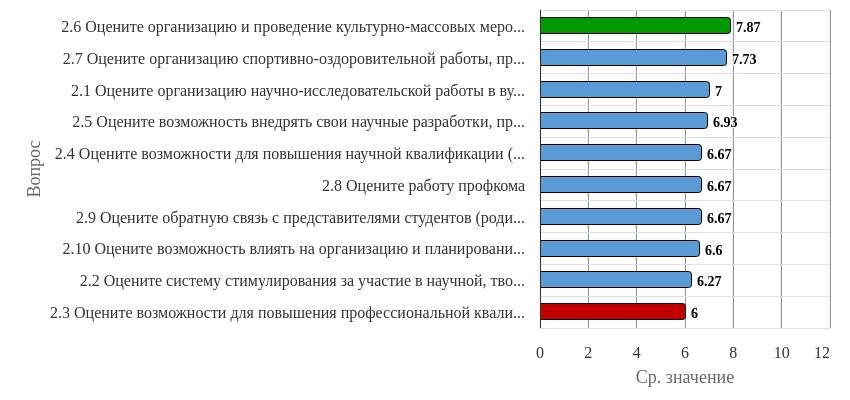 2.6 Оцените организацию и проведение культурно-массовых меро... 7.87
2.7 Оцените организацию спортивно-оздоровительной работы, пр... 7.73
2.1 Оцените организацию научно-исследовательской работы в ву... 7
2.5 Оцените возможность внедрять свои научные разработки, пр... 6.93
2.4 Оцените возможности для повышения научной квалификации (... 6.67
2.8 Оцените работу профкома 6.67
2.9 Оцените обратную связь с представителями студентов (роди... 6.67
2.10 Оцените возможность влиять на организацию и планировани... 6.6
2.2 Оцените систему стимулирования за участие в научной, тво... 6.27
2.3 Оцените возможности для повышения профессиональной квали... 6
Вопрос
0 2 4 6 8 10 12
Ср. значение